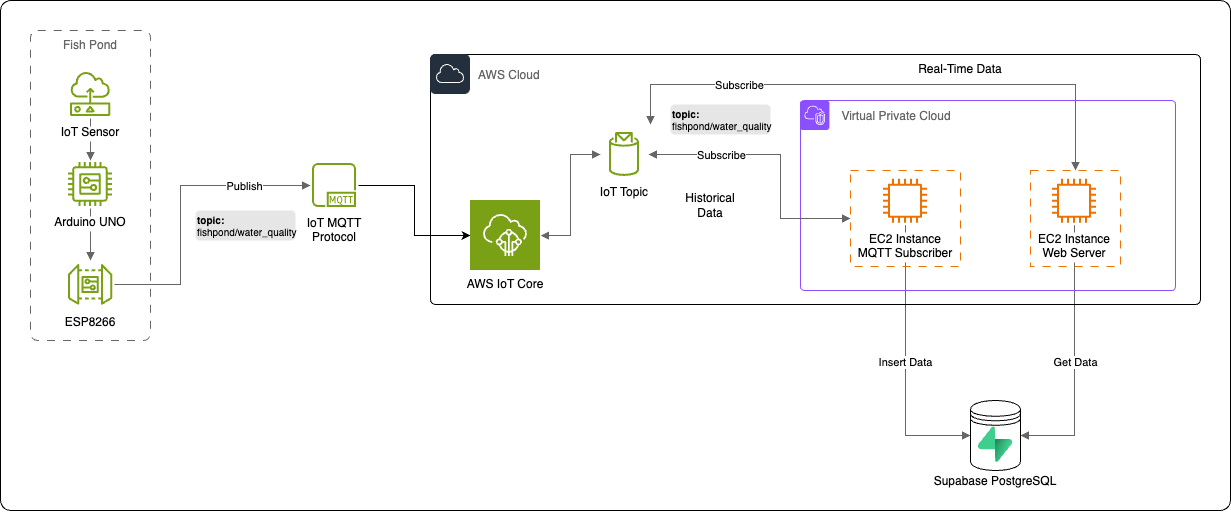 Fish Pond
IoT Sensor
Arduino UNO
ESP8266
Publish
topic:
fishpond/water_quality
MQTT
IoT MQTT
Protocol
AWS Cloud
AWS IoT Core
IoT Topic
Subscribe
Real-Time Data
topic:
fishpond/water_quality
Subscribe
Historical
Data
Virtual Private Cloud
EC2 Instance
MQTT Subscriber
EC2 Instance
Web Server
Insert Data
Get Data
Supabase PostgreSQL